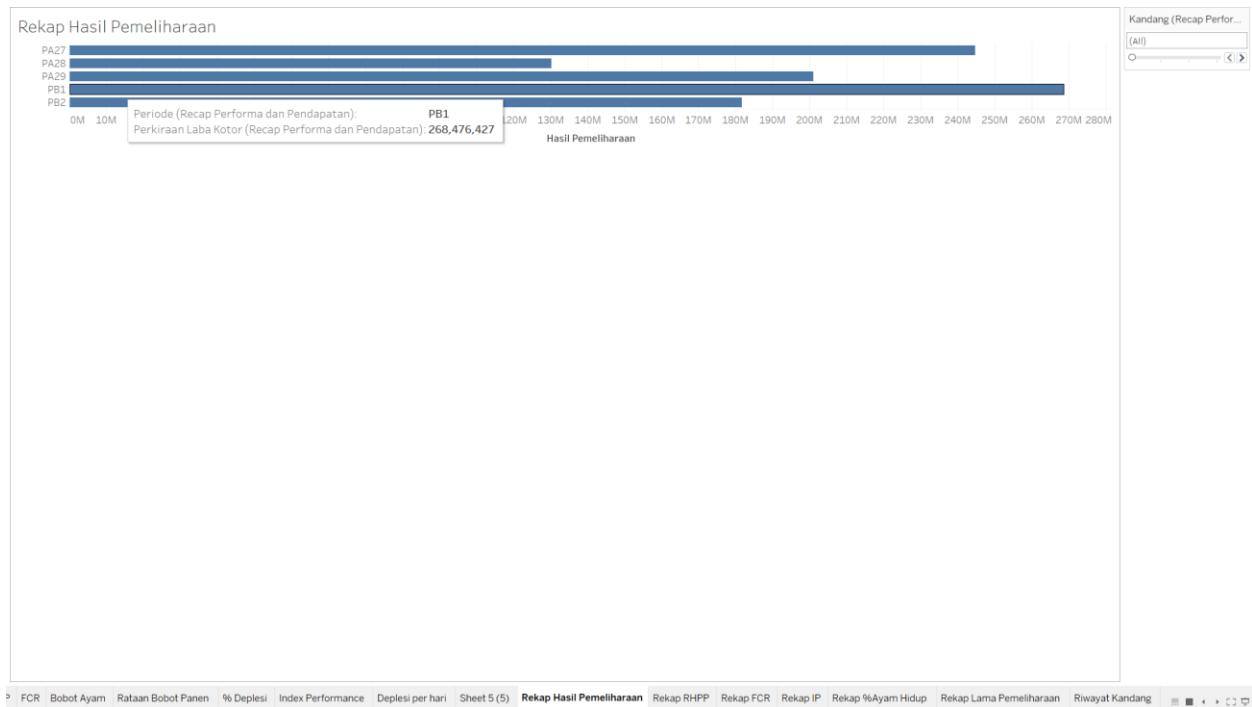 Rekap Hasil Pemeliharaan
Kandang (Recap Perfor...
(All)
PA27
PA28
PA29
PB1
PB2
Periode (Recap Performa dan Pendapatan): PB1
Perkiraan Laba Kotor (Recap Performa dan Pendapatan): 268,476,427
0M 10M 20M 130M 140M 150M 160M 170M 180M 190M 200M 210M 220M 230M 240M 250M 260M 270M 280M
Hasil Pemeliharaan
FCR Bobot Ayam Rataan Bobot Panen % Deplesi Index Performance Deplesi per hari Sheet 5 (5) Rekap Hasil Pemeliharaan Rekap RHPP Rekap FCR Rekap IP Rekap %Ayam Hidup Rekap Lama Pemeliharaan Riwayat Kandang